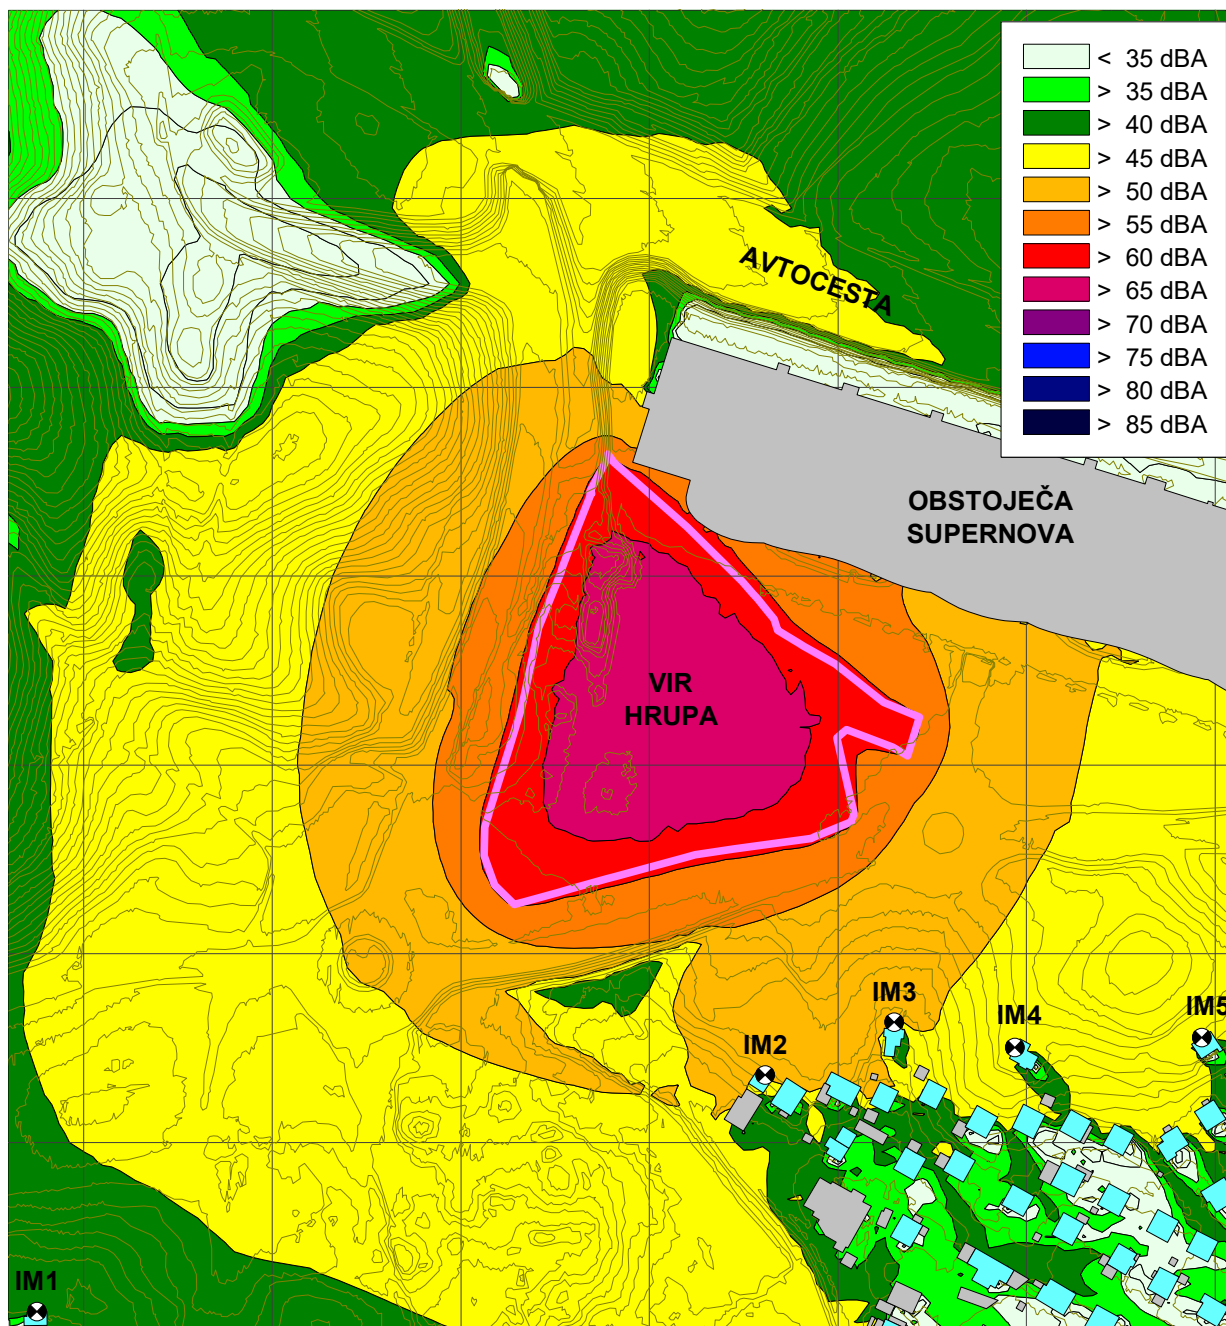 < 35 dBA
> 35 dBA
> 40 dBA
> 45 dBA
> 50 dBA
> 55 dBA
> 60 dBA
> 65 dBA
> 70 dBA
> 75 dBA
> 80 dBA
> 85 dBA
AVTOCESTA
OBSTOJEČA
SUPERNOVA
VIR
HRUPA
IM3
IM4
IM5
IM2
IM1